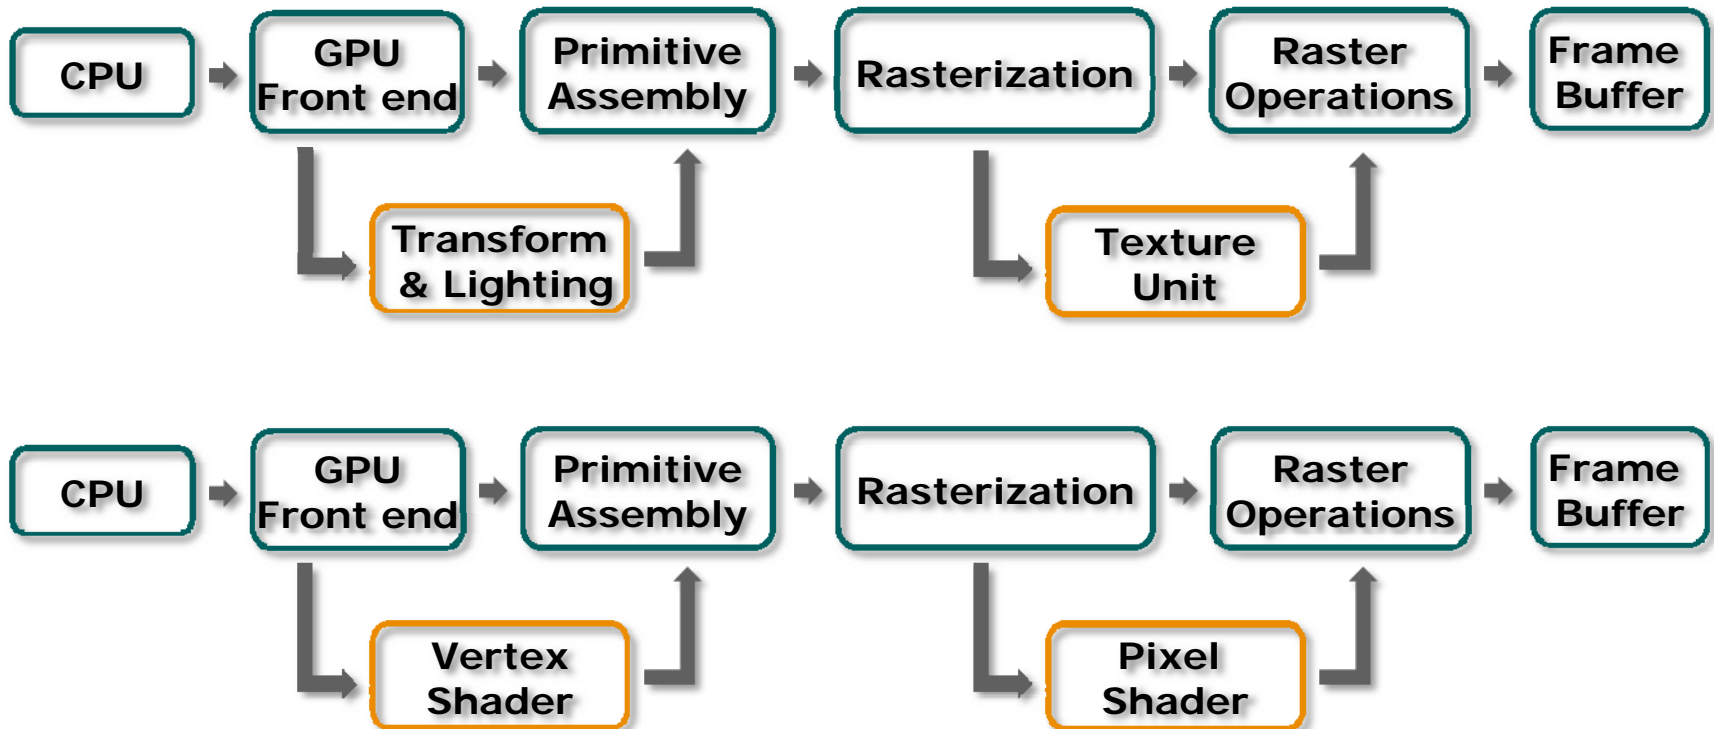 CPU
GPU
Front end
Primitive
Assembly
Rasterization
Raster
Operations
Frame
Buffer
Transform
& Lighting
Texture
Unit
CPU
GPU
Front end
Primitive
Assembly
Rasterization
Raster
Operations
Frame
Buffer
Vertex
Shader
Pixel
Shader